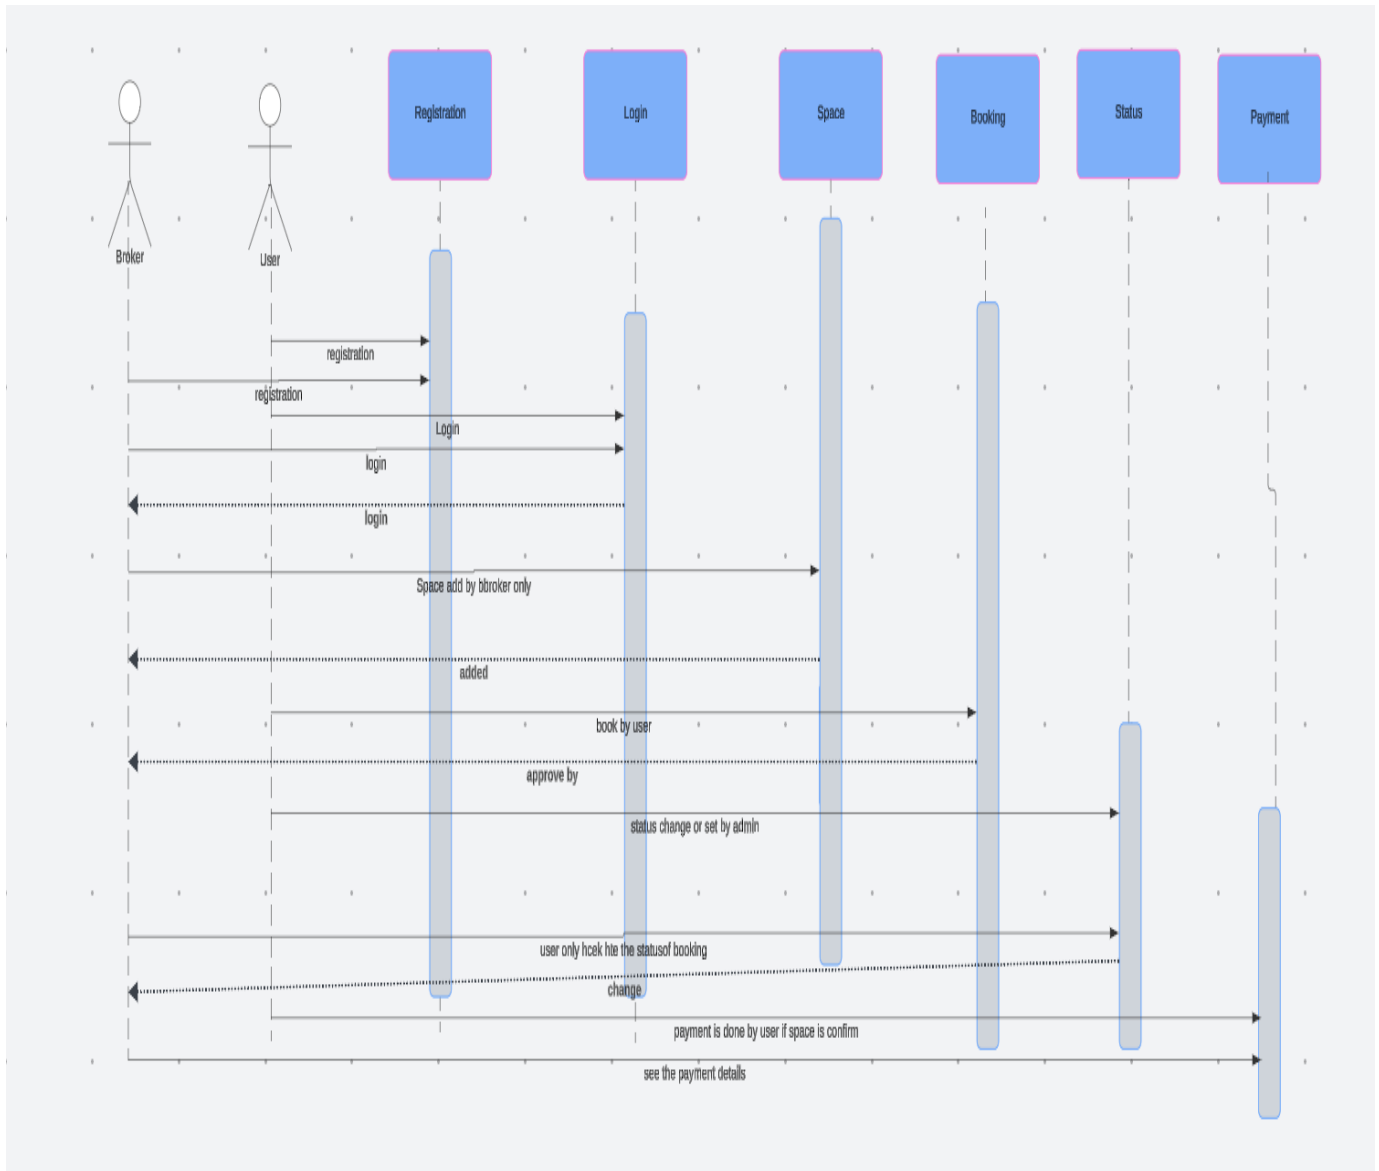 Registration
Login
Space
Booking
Status
Payment
Broker
User
registration
registration
Login
login
login
Space add by bbroker only
added
book by user
approve by
status change or set by admin
user only hcek hte the statusof booking
change
payment is done by user if space is confirm
see the payment details